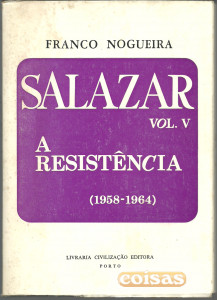 FRANCO NOGUEIRA
SALAZAR
VOL. V
A
RESISTÊNCIA
(1958-1964)
LIVRARIA CIVILIZAÇÃO EDITORA
PORTO
coisas